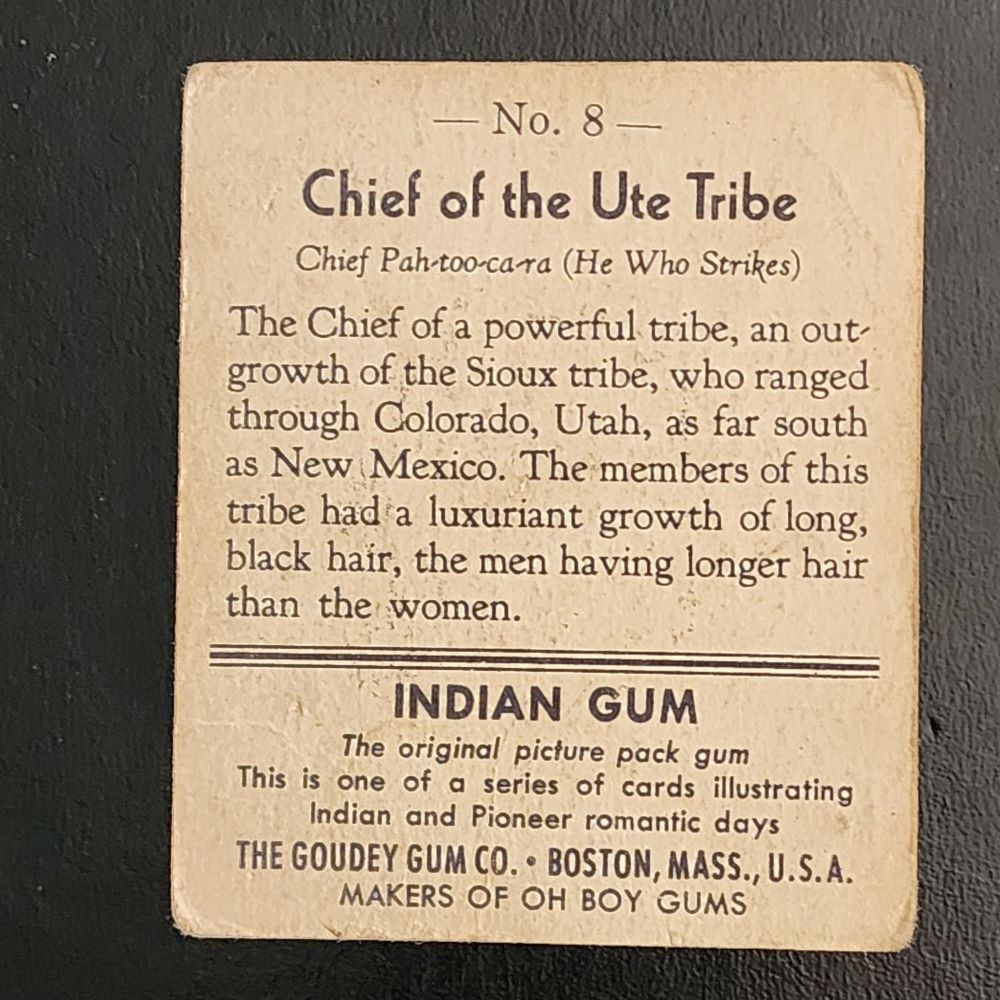 — No. 8 —
Chief of the Ute Tribe
Chief Pah-too-ca-ra (He Who Strikes)
The Chief of a powerful tribe, an out-
growth of the Sioux tribe, who ranged
through Colorado, Utah, as far south
as New Mexico. The members of this
tribe had a luxuriant growth of long,
black hair, the men having longer hair
than the women.
INDIAN GUM
The original picture pack gum
This is one of a series of cards illustrating
Indian and Pioneer romantic days
THE GOUDEY GUM CO. • BOSTON, MASS., U.S.A.
MAKERS OF OH BOY GUMS